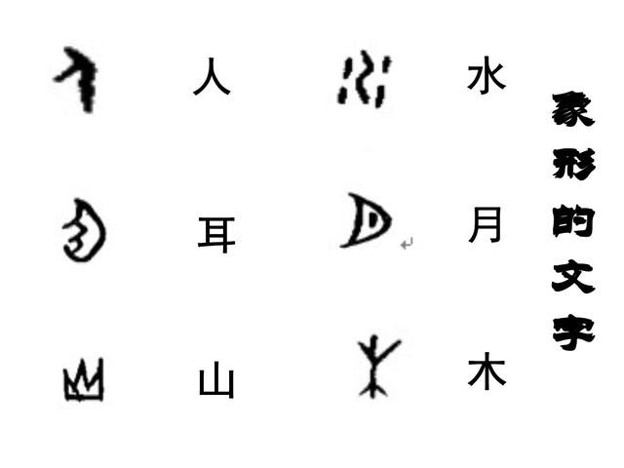 人 水
耳 月
山 木
象形的文字